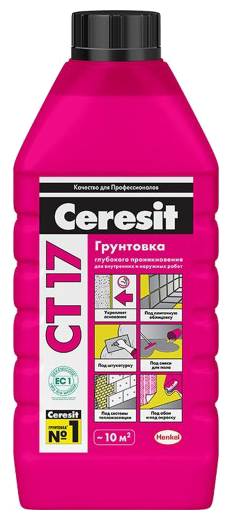 Качество для Профессионалов
Ceresit
CT 17
Грунтовка
глубокого проникновения
для внутренних и наружных работ
Укрепляет
основание
Под плиточную
облицовку
Под штукатурку
Под смеси
для пола
Под системы
теплоизоляции
Под обои
и под окраску
EC 1
Ceresit
ГРУНТОВКА
№1
~10 м²
Henkel